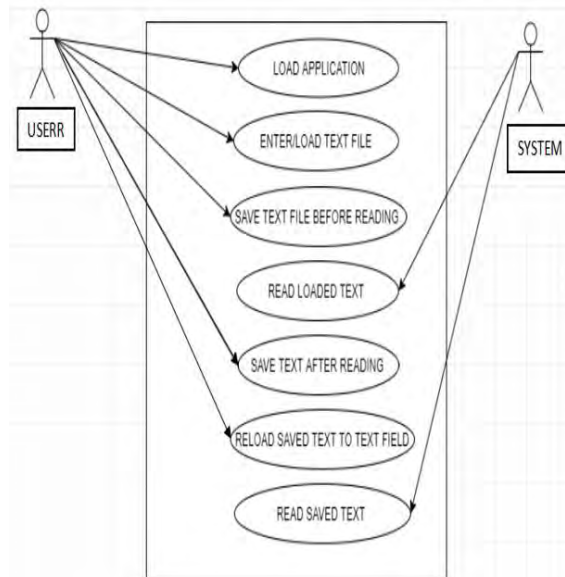 LOAD APPLICATION
USERR
ENTER/LOAD TEXT FILE
SYSTEM
SAVE TEXT FILE BEFORE READING
READ LOADED TEXT
SAVE TEXT AFTER READING
RELOAD SAVED TEXT TO TEXT FIELD
READ SAVED TEXT